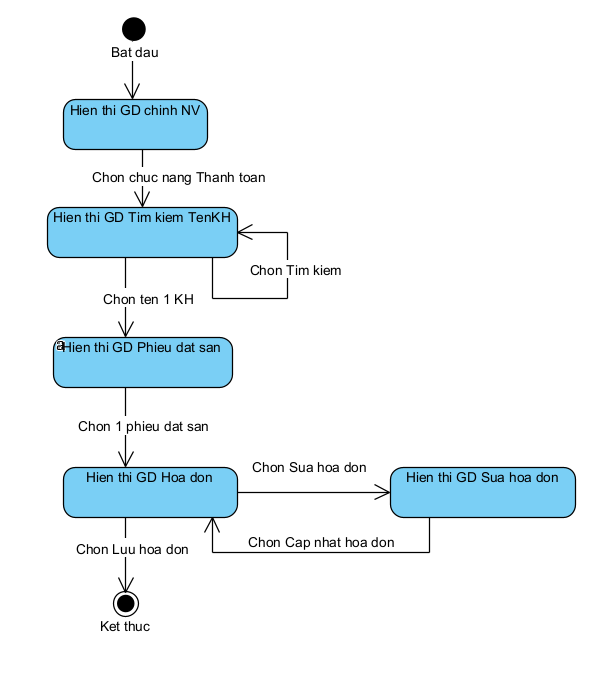 Bat dau
Hien thi GD chinh NV
Chon chuc nang Thanh toan
Hien thi GD Tim kiem TenKH
Chon Tim kiem
Chon ten 1 KH
a
Hien thi GD Phieu dat san
Chon 1 phieu dat san
Chon Sua hoa don
Hien thi GD Hoa don
Hien thi GD Sua hoa don
Chon Cap nhat hoa don
Chon Luu hoa don
Ket thuc